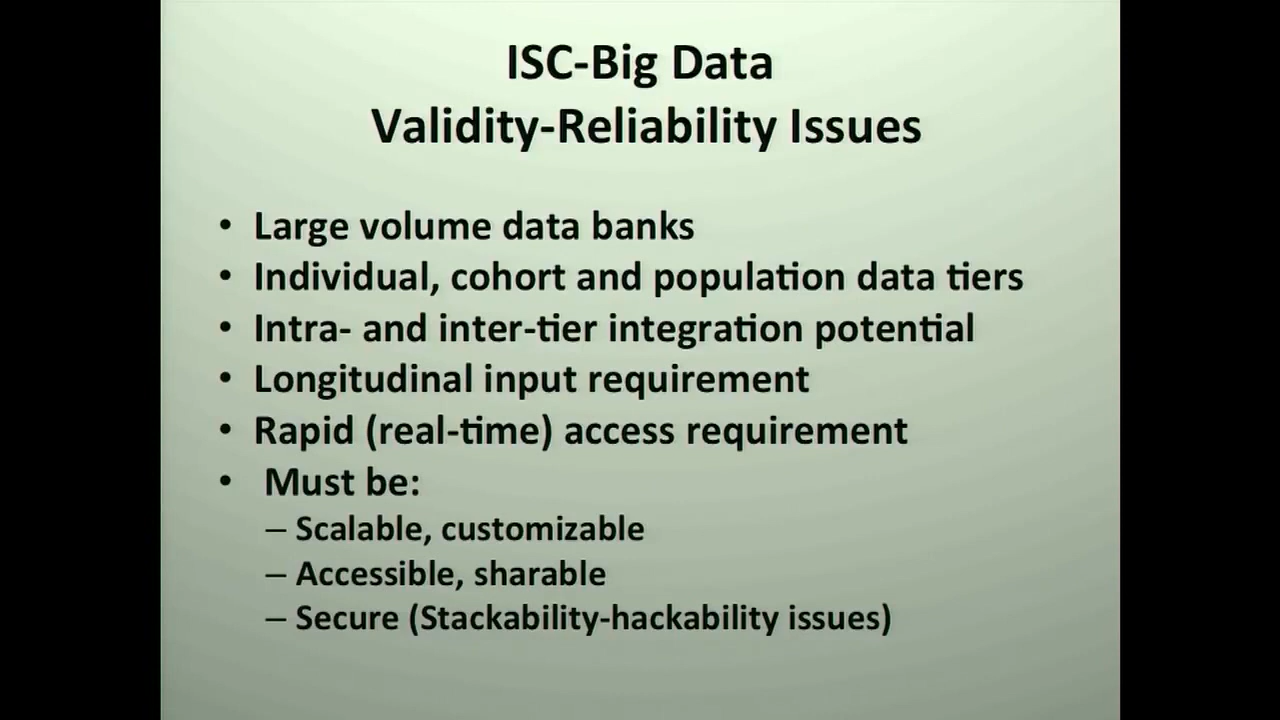 ISC-Big Data
Validity-Reliability Issues
• Large volume data banks
• Individual, cohort and population data tiers
• Intra- and inter-tier integration potential
• Longitudinal input requirement
• Rapid (real-time) access requirement
• Must be:
– Scalable, customizable
– Accessible, sharable
– Secure (Stackability-hackability issues)